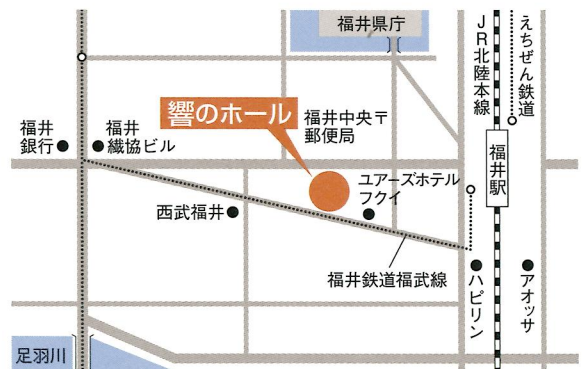 福井県庁
JR北陸本線
えちぜん鉄道
響のホール
福井中央〒
郵便局
福井
銀行
福井
繊協ビル
福井駅
ユアーズホテル
フクイ
西武福井
福井鉄道福武線
ハピリン
アオッサ
足羽川